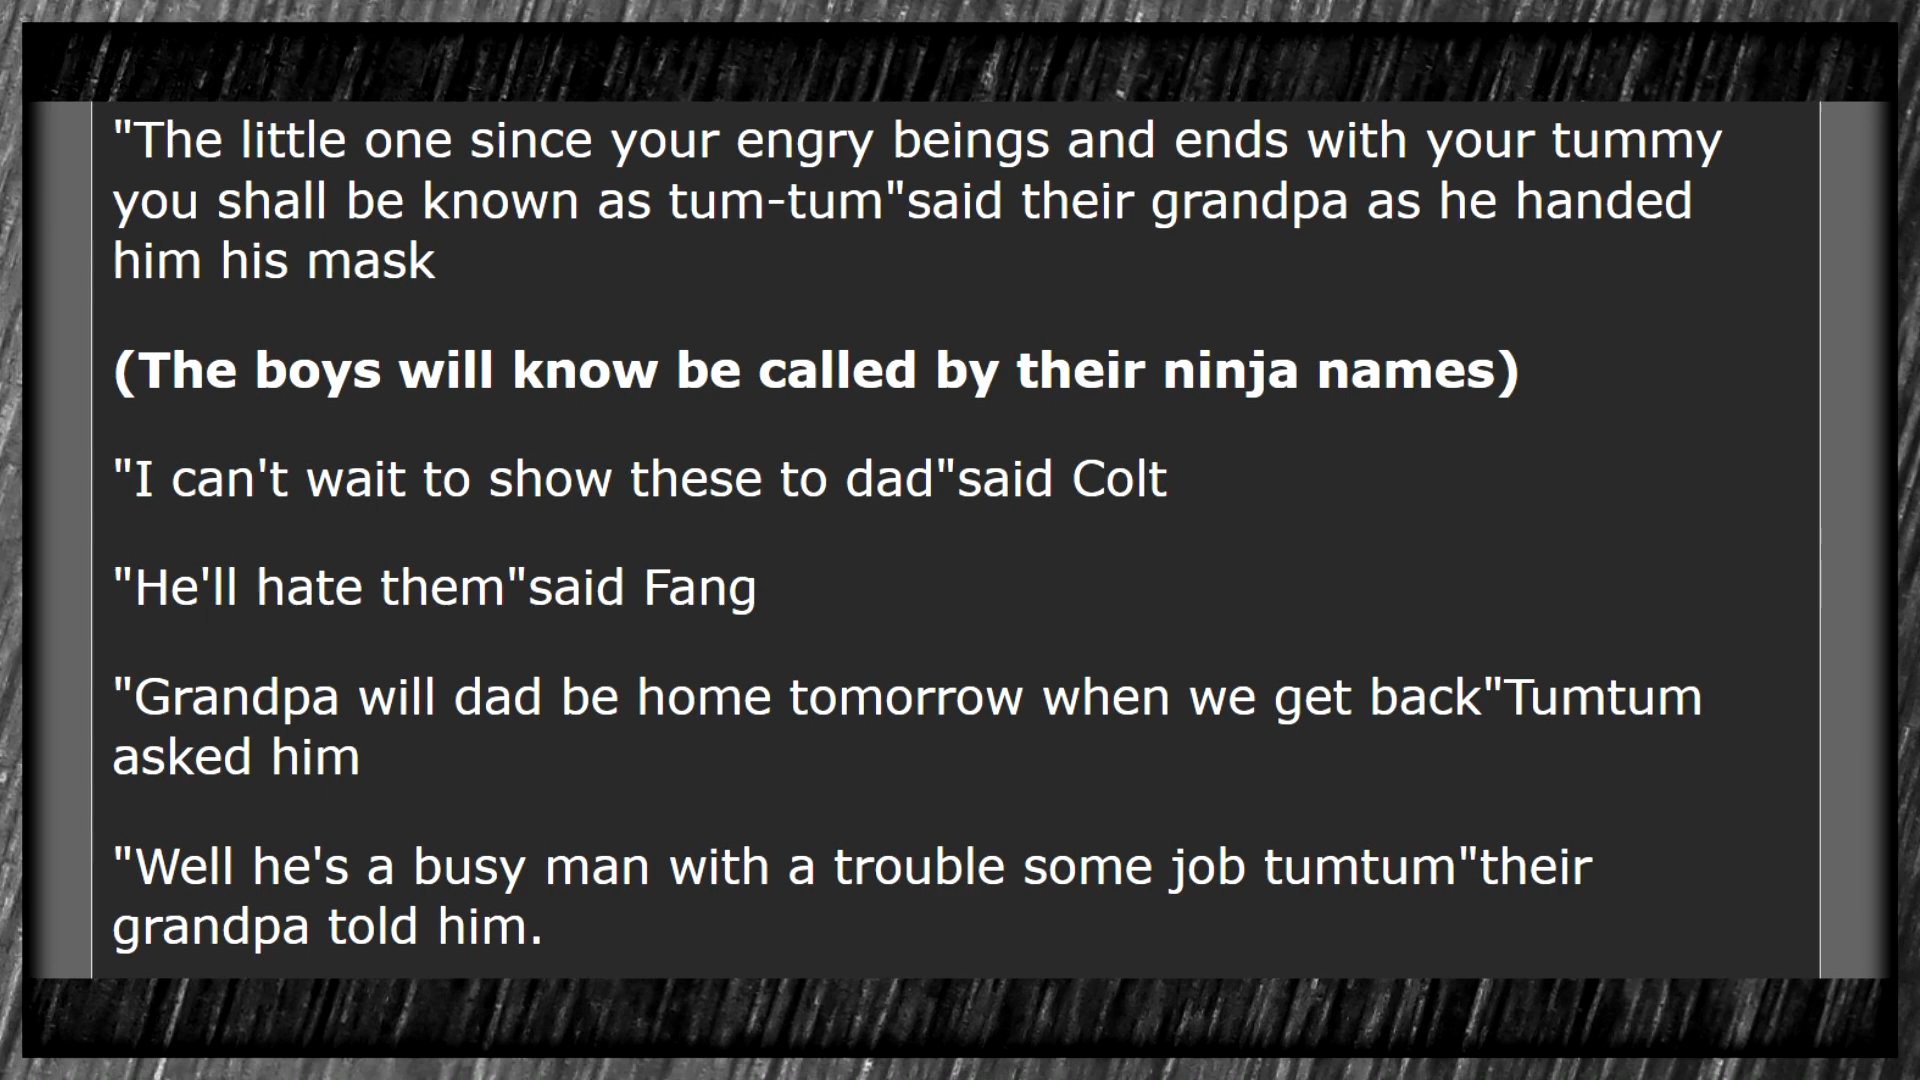 "The little one since your engry beings and ends with your tummy
you shall be known as tum-tum"said their grandpa as he handed
him his mask
(The boys will know be called by their ninja names)
"I can't wait to show these to dad"said Colt
"He'll hate them"said Fang
"Grandpa will dad be home tomorrow when we get back"Tumtum
asked him
"Well he's a busy man with a trouble some job tumtum"their
grandpa told him.